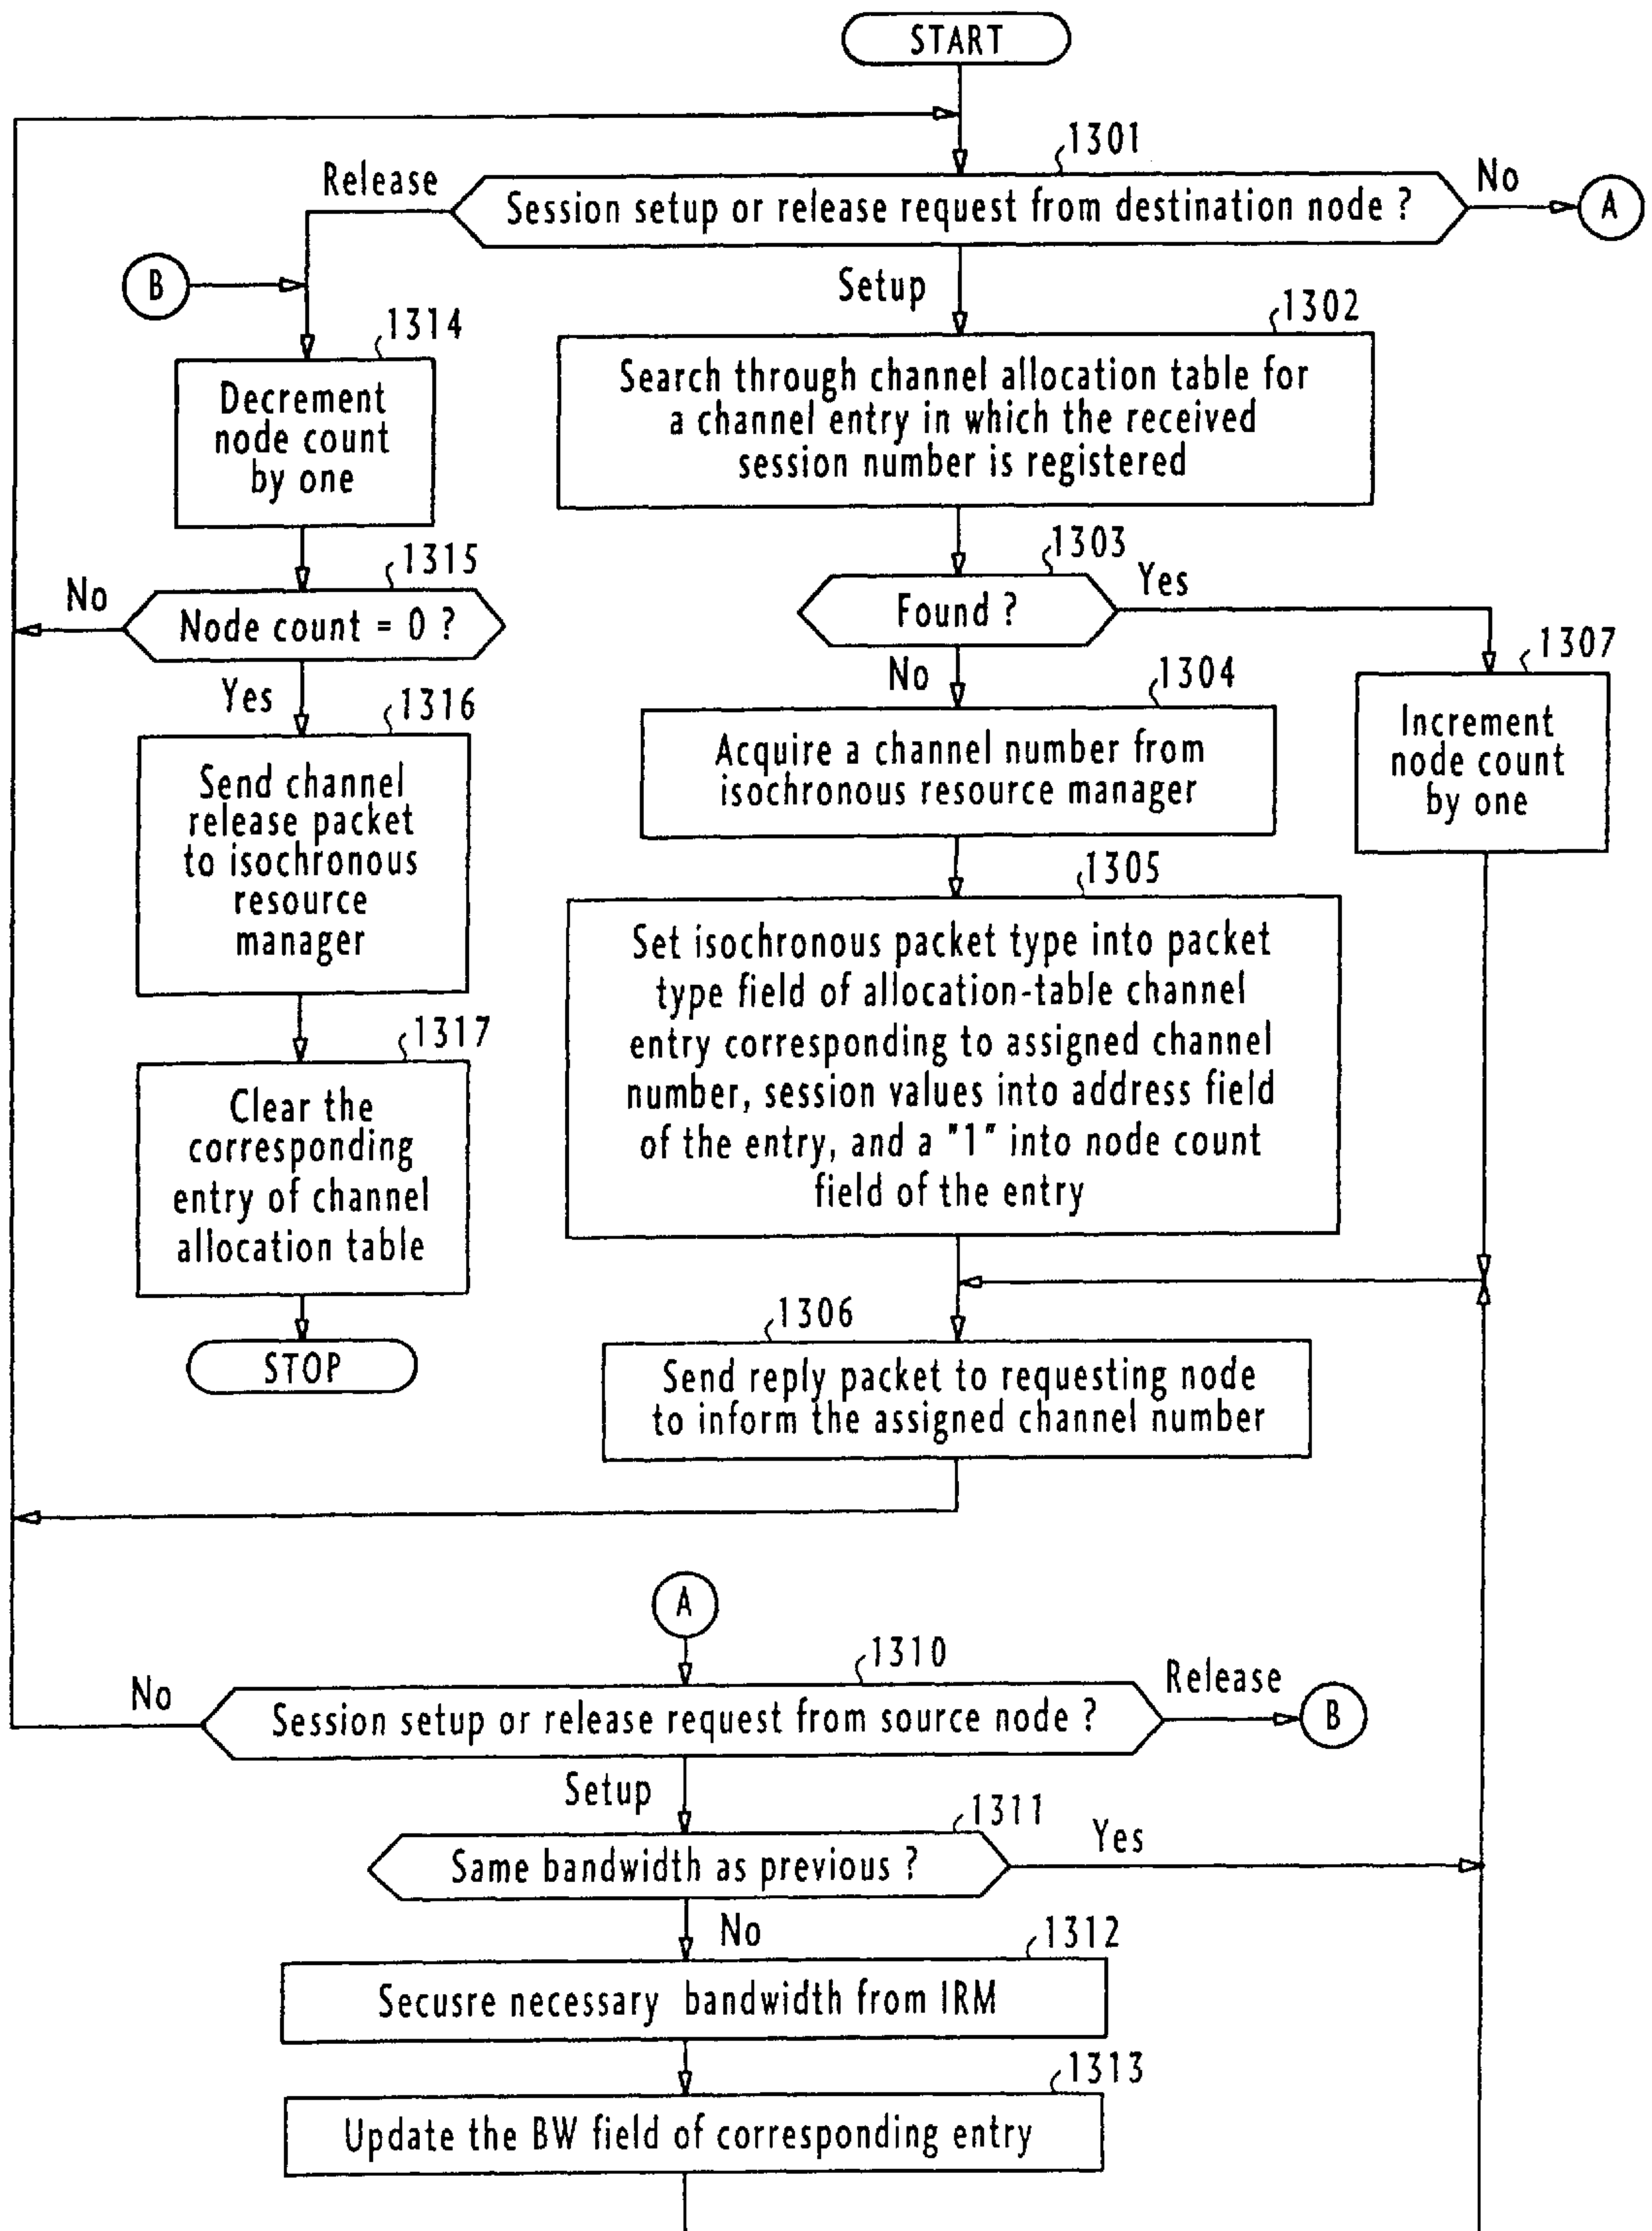 START
1301
Release
Session setup or release request from destination node ?
No
A
B
Setup
1314
1302
Decrement
node count
by one
Search through channel allocation table for
a channel entry in which the received
session number is registered
1315
1303
No
Node count = 0 ?
Found ?
Yes
1307
Yes
No
1316
1304
Send channel
release packet
to isochronous
resource
manager
Acquire a channel number from
isochronous resource manager
Increment
node count
by one
1305
Set isochronous packet type into packet
type field of allocation-table channel
entry corresponding to assigned channel
number, session values into address field
of the entry, and a "1" into node count
field of the entry
1317
Clear the
corresponding
entry of channel
allocation table
STOP
1306
Send reply packet to requesting node
to inform the assigned channel number
A
1310
No
Session setup or release request from source node ?
Release
B
Setup
1311
Same bandwidth as previous ?
Yes
No
1312
Secusre necessary bandwidth from IRM
1313
Update the BW field of corresponding entry